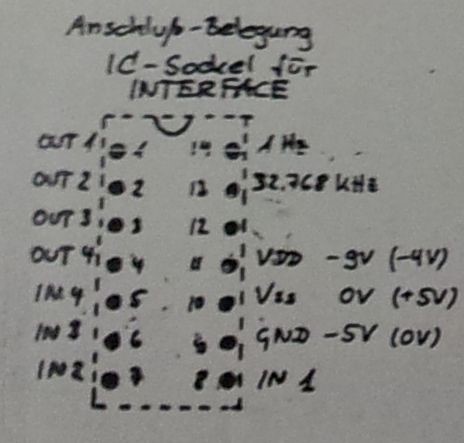 Anschluß-Belegung
IC-Sockel für
INTERFACE
OUT 1 1 14 1 Hz
OUT 2 2 13 32.768 kHz
OUT 3 3 12
OUT 4 4 11 VDD -9V (-4V)
IN 4 5 10 Vss 0V (+5V)
IN 3 6 9 GND -5V (0V)
IN 2 7 8 IN 1